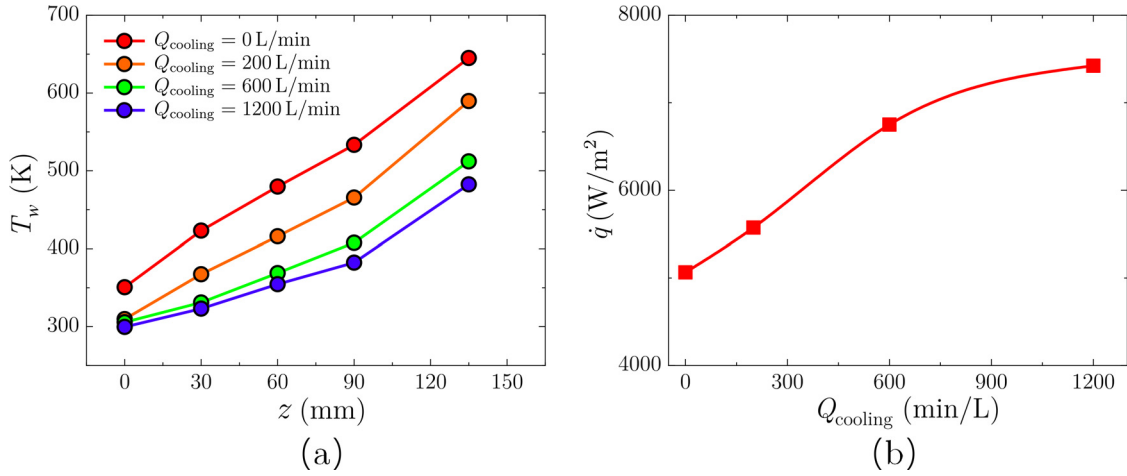 700
600
500
400
300
T_w (K)
Q_cooling = 0 L/min
Q_cooling = 200 L/min
Q_cooling = 600 L/min
Q_cooling = 1200 L/min
0 30 60 90 120 150
z (mm)
(a)
8000
6000
4000
q̇ (W/m²)
0 300 600 900 1200
Q_cooling (min/L)
(b)